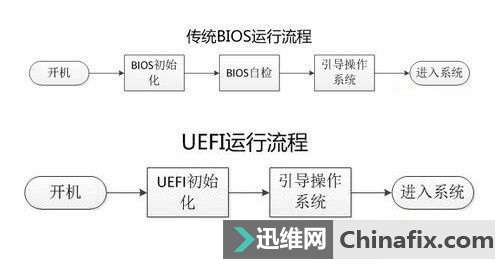 传统BIOS运行流程
开机
BIOS初始
化
BIOS自检
引导操作
系统
进入系统
UEFI运行流程
开机
UEFI初始
化
引导操作
系统
进入系统
迅维网 Chinafix.com